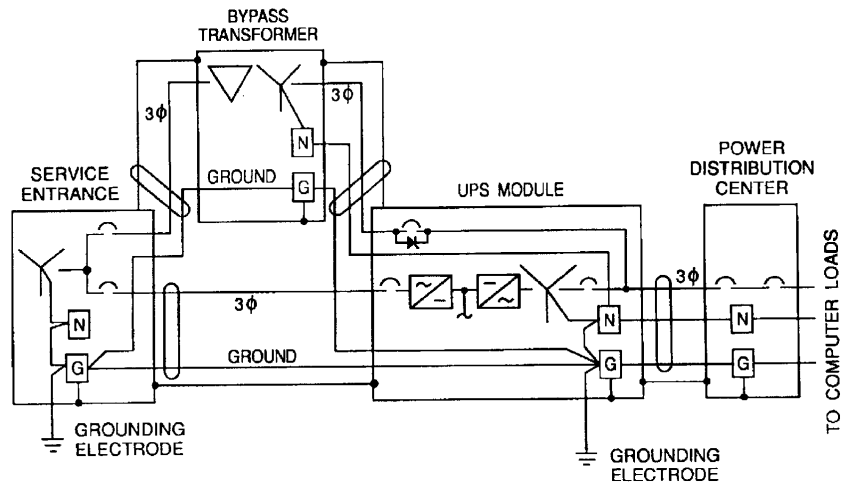 BYPASS
TRANSFORMER
3ϕ
3ϕ
N
SERVICE
ENTRANCE
GROUND
G
UPS MODULE
POWER
DISTRIBUTION
CENTER
3ϕ
3ϕ
N
N
N
GROUND
G
G
G
TO COMPUTER LOADS
GROUNDING
ELECTRODE
GROUNDING
ELECTRODE